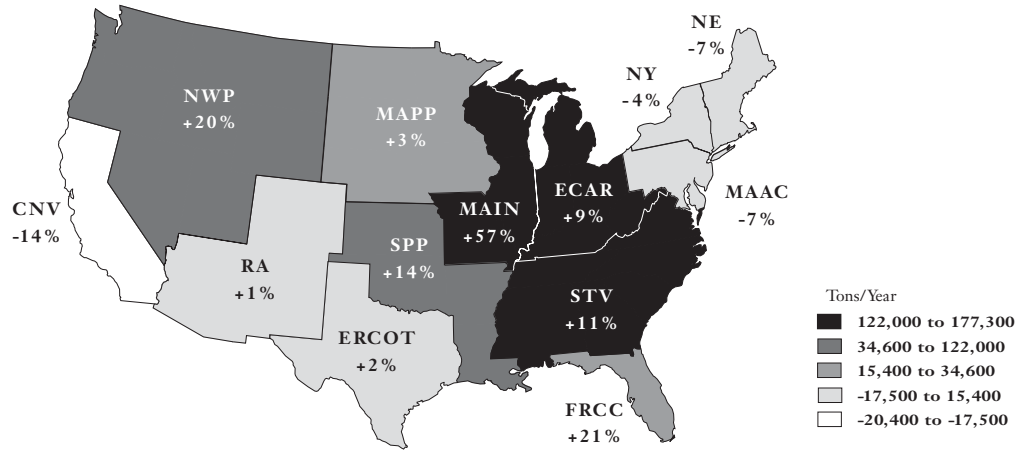 NE
-7%
NY
-4%
NWP
+20%
MAPP
+3%
ECAR
+9%
MAAC
-7%
CNV
-14%
MAIN
+57%
SPP
+14%
RA
+1%
STV
+11%
ERCOT
+2%
FRCC
+21%
Tons/Year
122,000 to 177,300
34,600 to 122,000
15,400 to 34,600
-17,500 to 15,400
-20,400 to -17,500